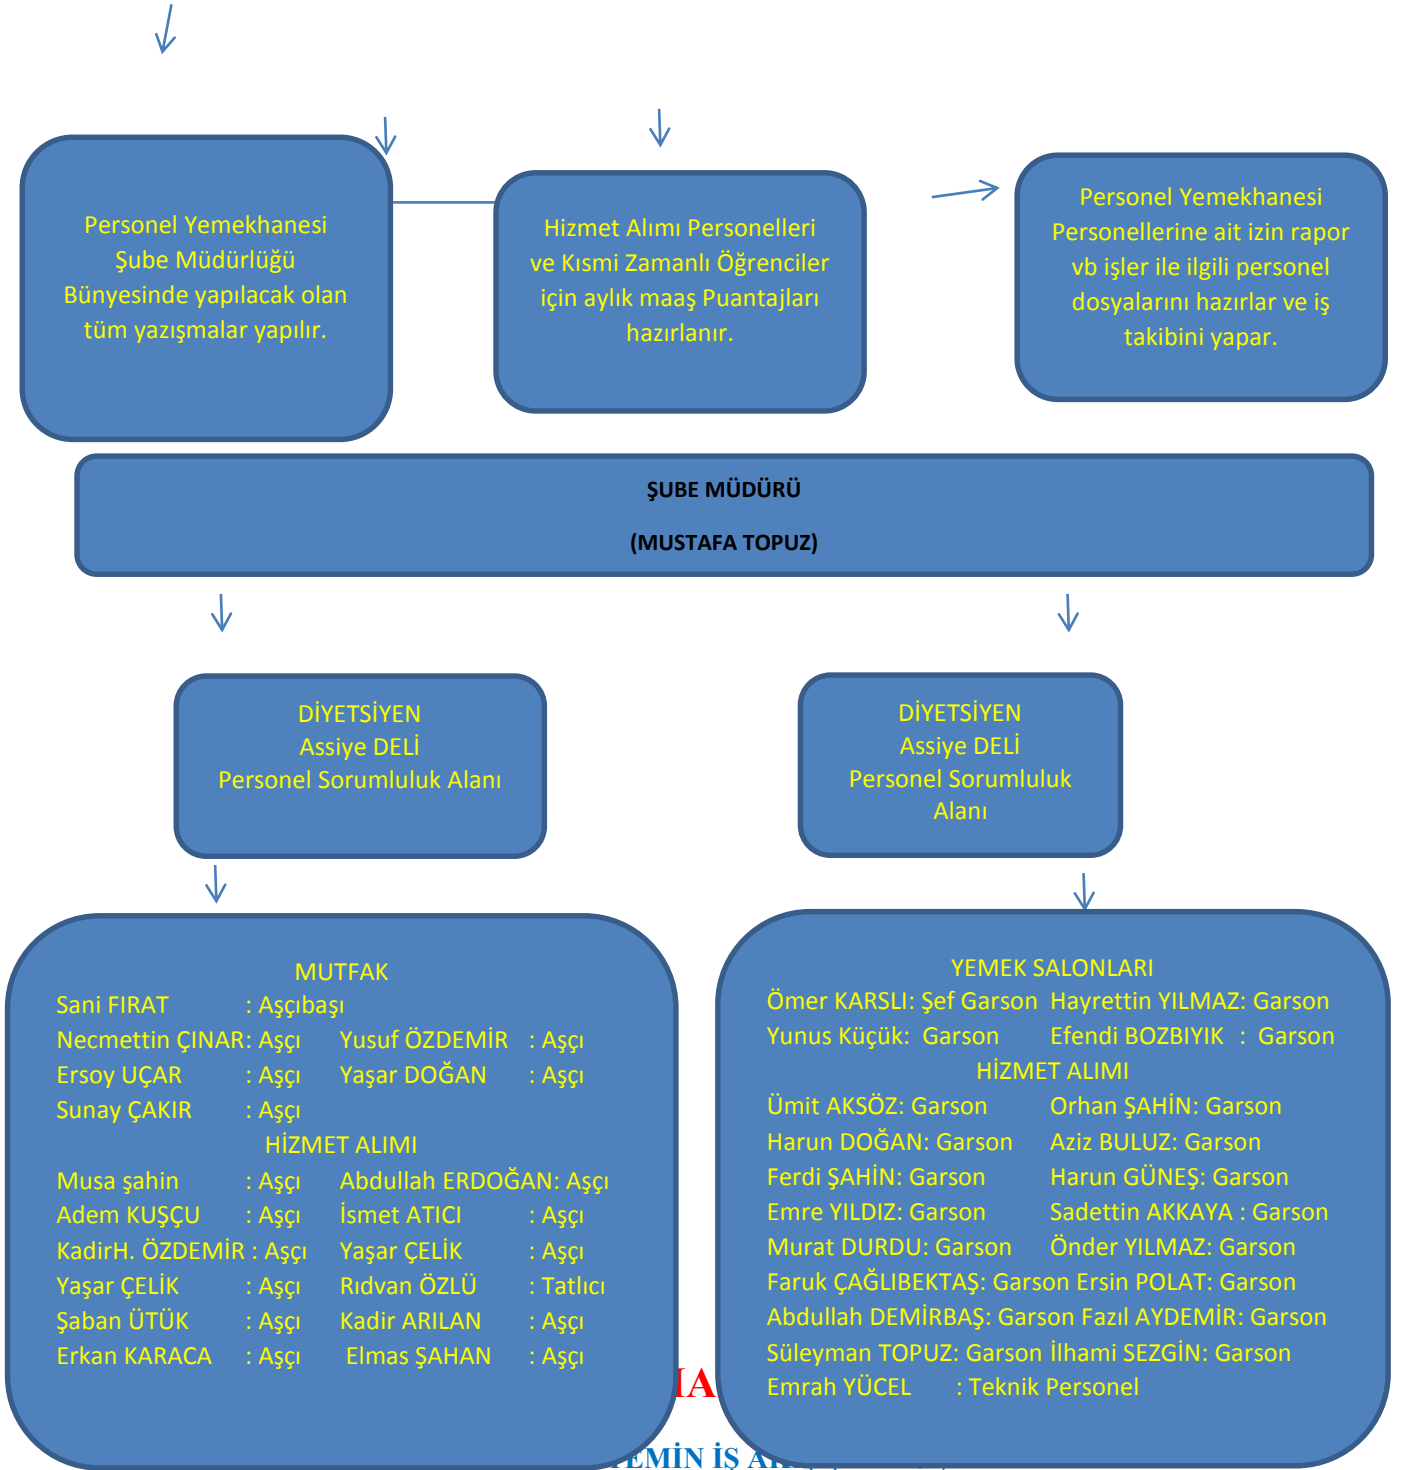 Personel Yemekhanesi
Şube Müdürlüğü
Bünyesinde yapılacak olan
tüm yazışmalar yapılır.
Hizmet Alımı Personelleri
ve Kısmi Zamanlı Öğrenciler
için aylık maaş Puantajları
hazırlanır.
Personel Yemekhanesi
Personellerine ait izin rapor
vb işler ile ilgili personel
dosyalarını hazırlar ve iş
takibini yapar.
ŞUBE MÜDÜRÜ
(MUSTAFA TOPUZ)
DİYETSİYEN
Assiye DELİ
Personel Sorumluluk Alanı
DİYETSİYEN
Assiye DELİ
Personel Sorumluluk
Alanı
MUTFAK
Sani FIRAT : Aşçıbaşı
Necmettin ÇINAR: Aşçı Yusuf ÖZDEMİR : Aşçı
Ersoy UÇAR : Aşçı Yaşar DOĞAN : Aşçı
Sunay ÇAKIR : Aşçı
HİZMET ALIMI
Musa şahin : Aşçı Abdullah ERDOĞAN: Aşçı
Adem KUŞÇU : Aşçı İsmet ATICI : Aşçı
KadirH. ÖZDEMİR : Aşçı Yaşar ÇELİK : Aşçı
Yaşar ÇELİK : Aşçı Rıdvan ÖZLÜ : Tatlıcı
Şaban ÜTÜK : Aşçı Kadir ARILAN : Aşçı
Erkan KARACA : Aşçı Elmas ŞAHAN : Aşçı
YEMEK SALONLARI
Ömer KARSLI: Şef Garson Hayrettin YILMAZ: Garson
Yunus Küçük: Garson Efendi BOZBIYIK : Garson
HİZMET ALIMI
Ümit AKSÖZ: Garson Orhan ŞAHİN: Garson
Harun DOĞAN: Garson Aziz BULUZ: Garson
Ferdi ŞAHİN: Garson Harun GÜNEŞ: Garson
Emre YILDIZ: Garson Sadettin AKKAYA : Garson
Murat DURDU: Garson Önder YILMAZ: Garson
Faruk ÇAĞLIBEKTAŞ: Garson Ersin POLAT: Garson
Abdullah DEMİRBAŞ: Garson Fazıl AYDEMİR: Garson
Süleyman TOPUZ: Garson İlhami SEZGİN: Garson
Emrah YÜCEL : Teknik Personel
İŞ